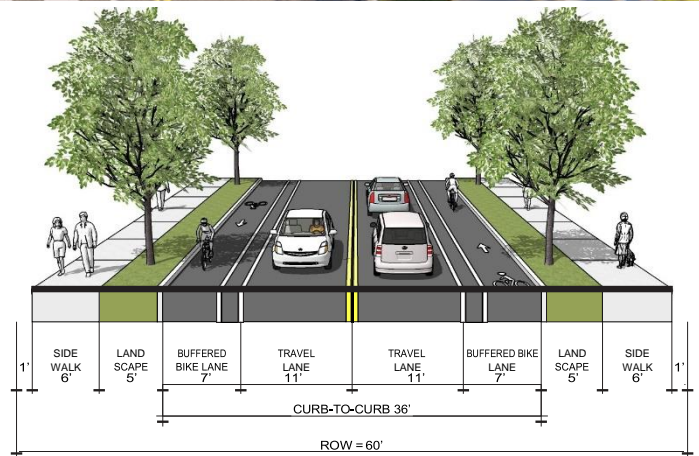 1'
SIDE
WALK
6'
LAND
SCAPE
5'
BUFFERED
BIKE LANE
7'
TRAVEL
LANE
11'
TRAVEL
LANE
11'
BUFFERED BIKE
LANE
7'
LAND
SCAPE
5'
SIDE
WALK
6'
1'
CURB-TO-CURB 36'
ROW = 60'